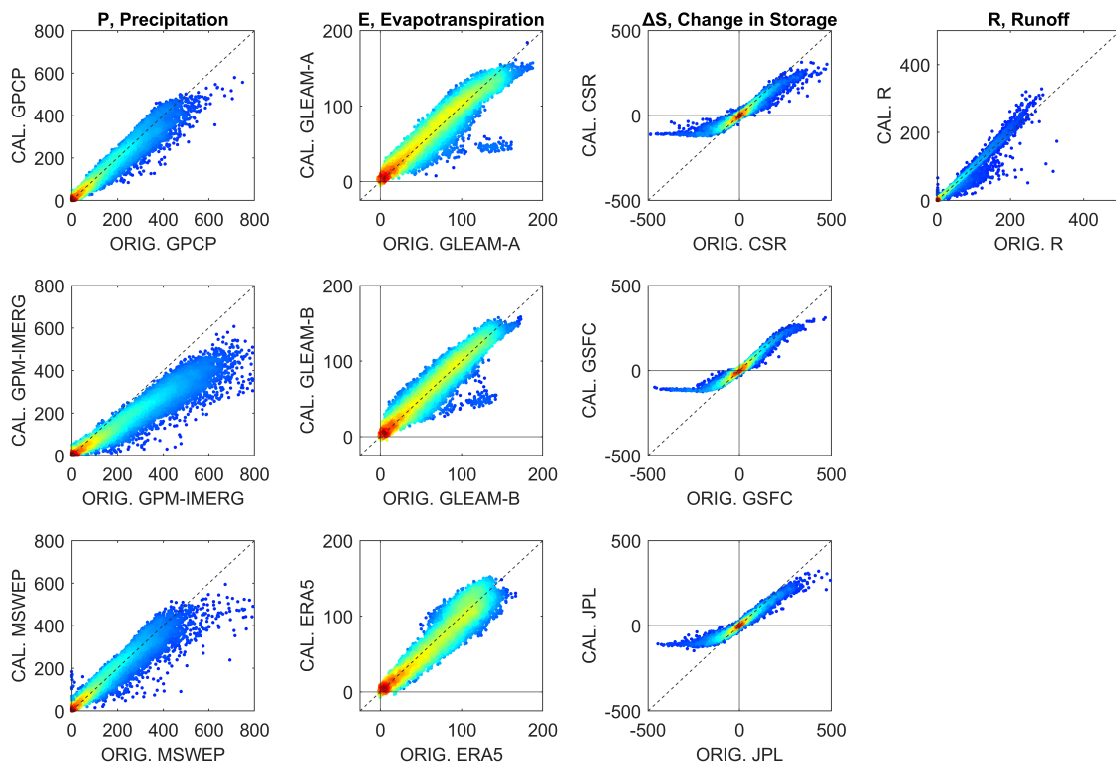 P, Precipitation
E, Evapotranspiration
ΔS, Change in Storage
R, Runoff
800
600
400
200
0
CAL. GPCP
0 200 400 600 800
ORIG. GPCP
200
100
0
CAL. GLEAM-A
0 100 200
ORIG. GLEAM-A
500
0
-500
CAL. CSR
-500 0 500
ORIG. CSR
400
200
0
CAL. R
0 200 400
ORIG. R
800
600
400
200
0
CAL. GPM-IMERG
0 200 400 600 800
ORIG. GPM-IMERG
200
100
0
CAL. GLEAM-B
0 100 200
ORIG. GLEAM-B
500
0
-500
CAL. GSFC
-500 0 500
ORIG. GSFC
800
600
400
200
0
CAL. MSWEP
0 200 400 600 800
ORIG. MSWEP
200
100
0
CAL. ERA5
0 100 200
ORIG. ERA5
500
0
-500
CAL. JPL
-500 0 500
ORIG. JPL